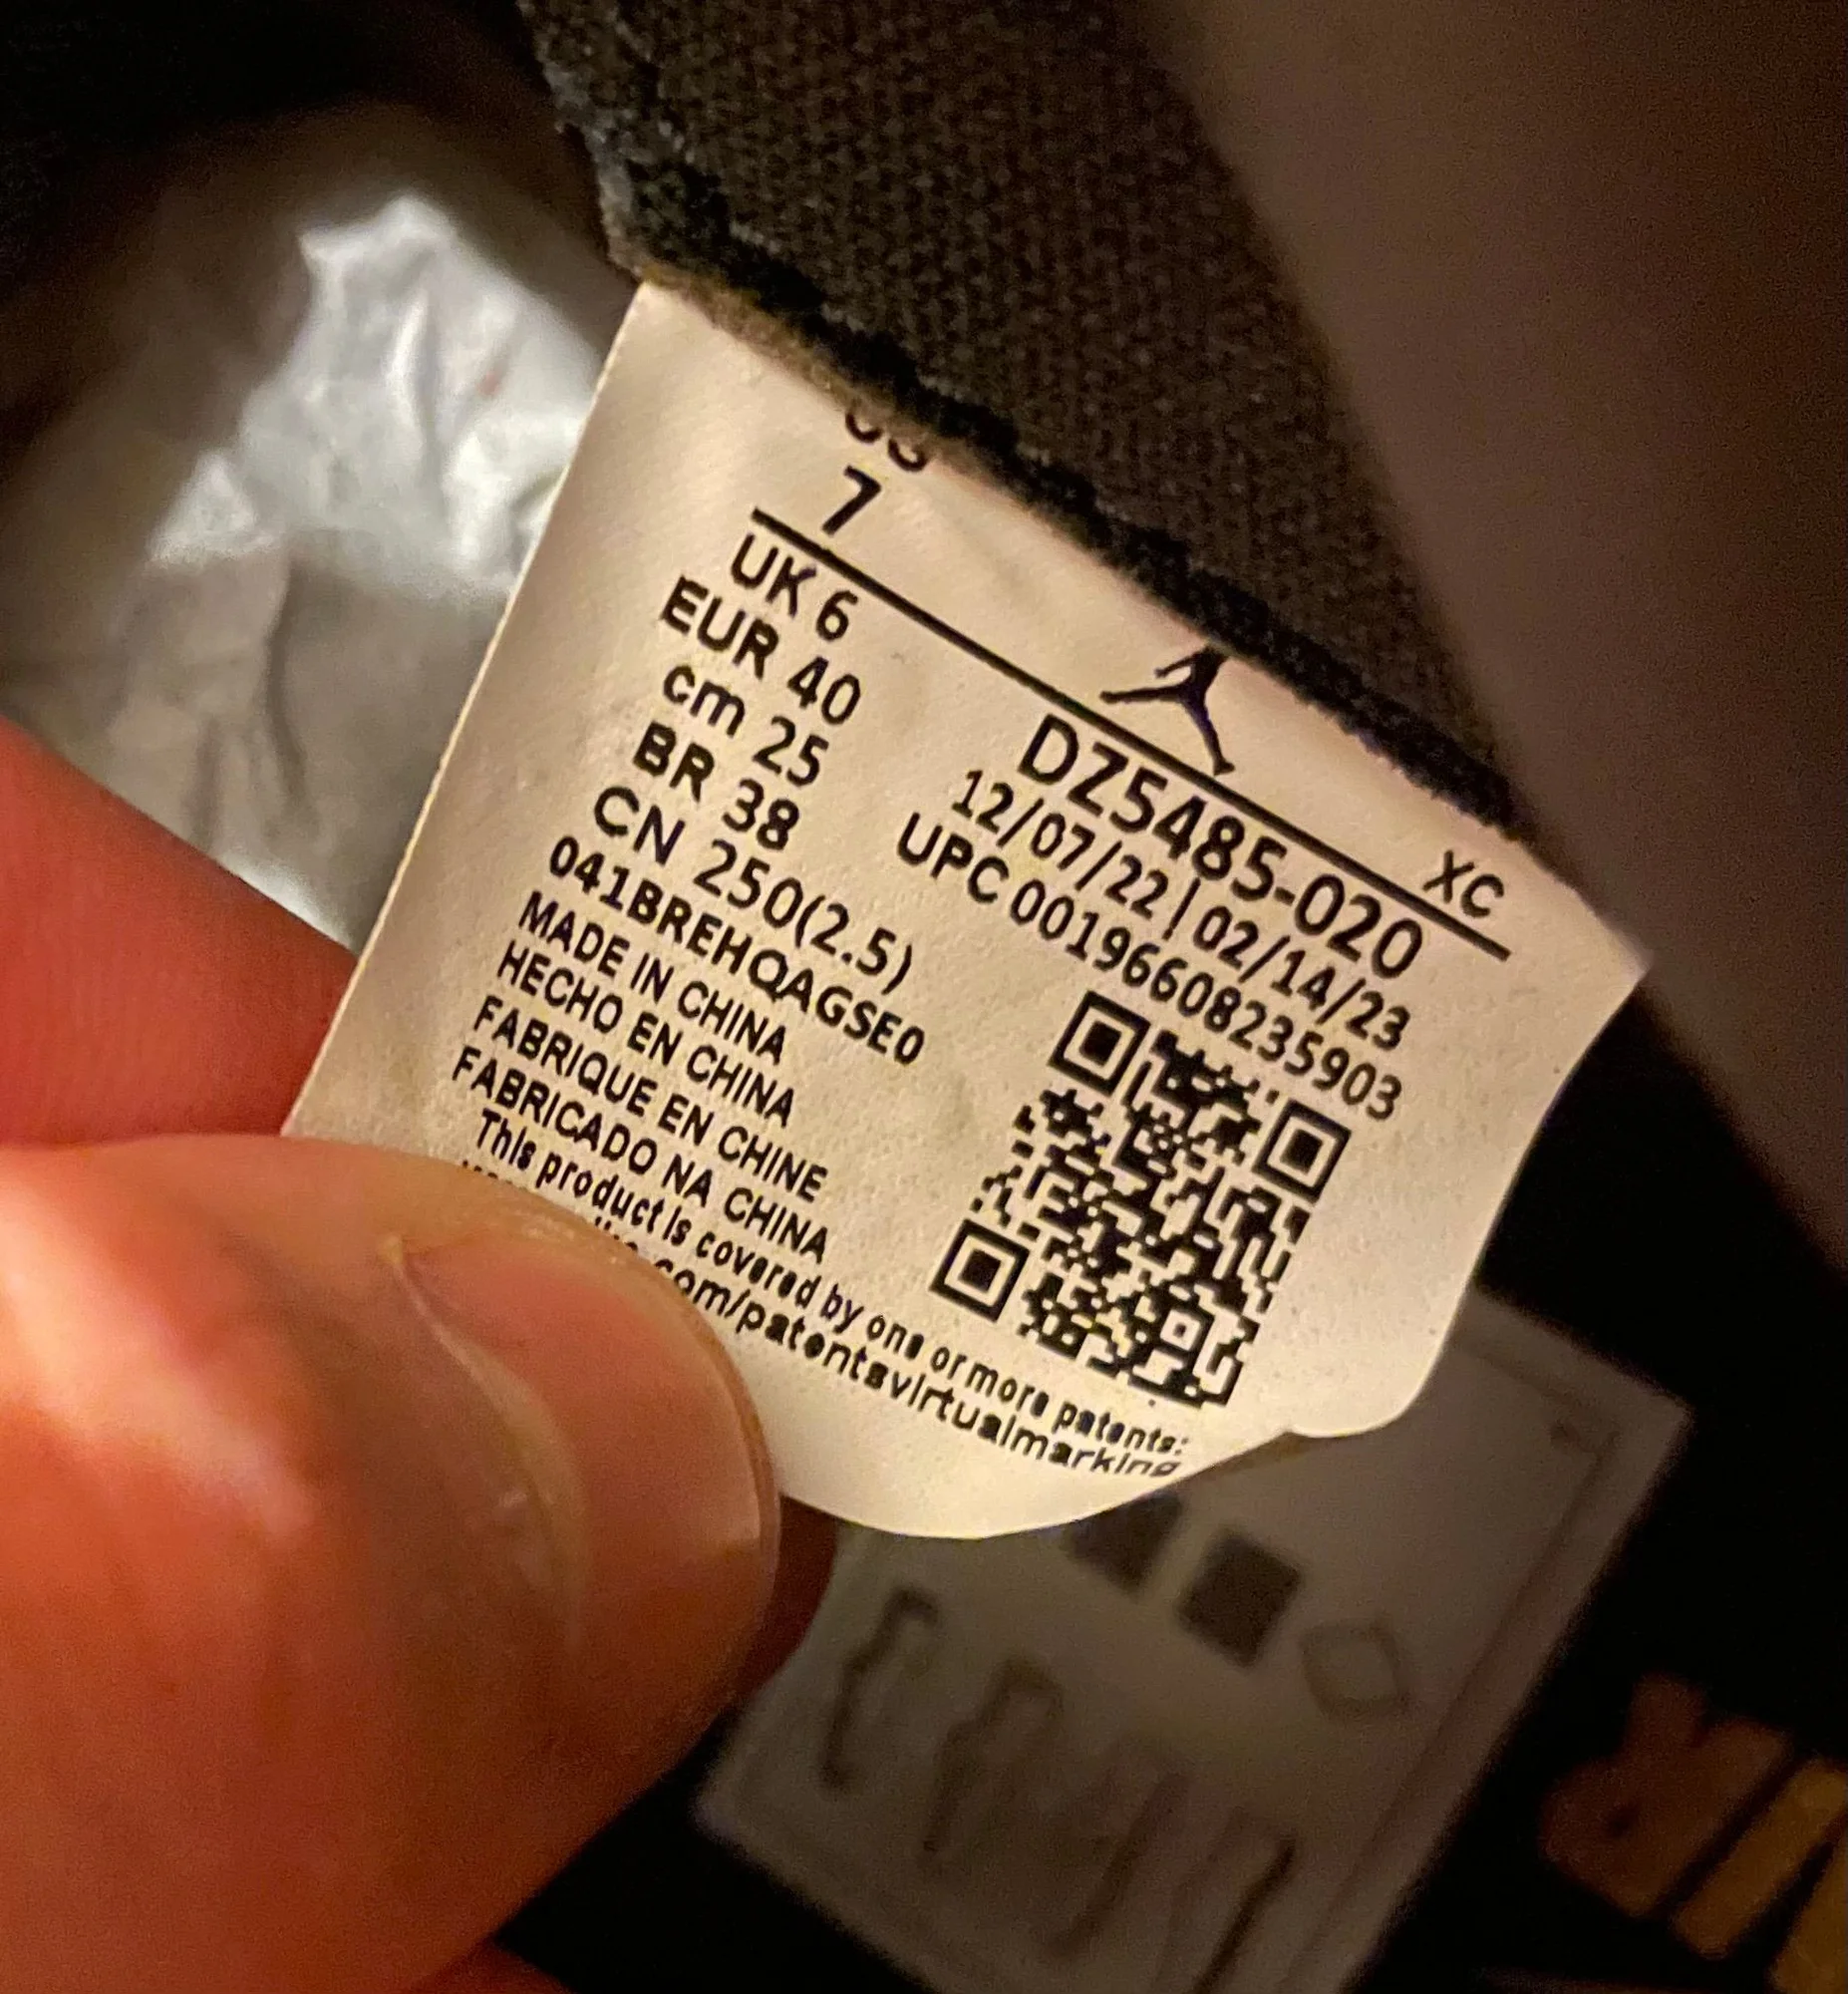 US
7
XC
UK 6
EUR 40
cm 25
BR 38
CN 250(2.5)
041BREHQAGSE0
MADE IN CHINA
HECHO EN CHINA
FABRIQUE EN CHINE
FABRICADO NA CHINA
DZ5485-020
12/07/22 | 02/14/23
UPC 00196608235903
This product is covered by one or more patents:
.com/patentsvirtualmarking